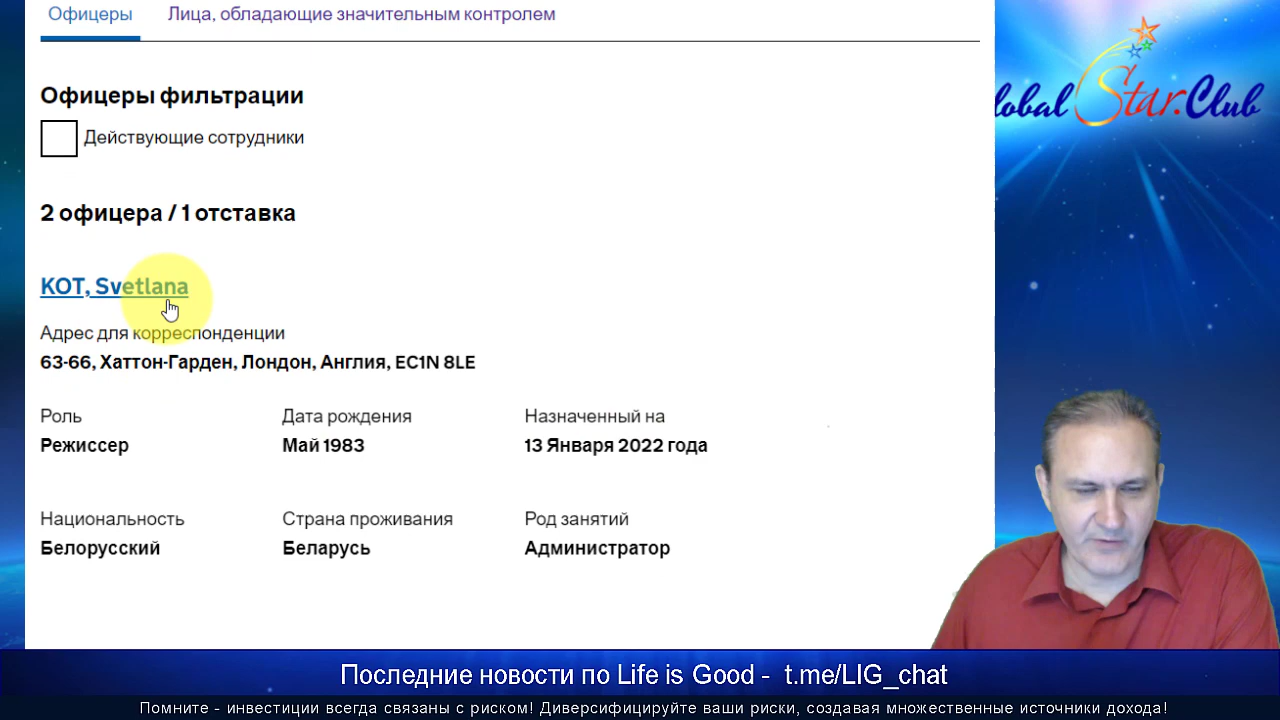 Офицеры Лица, обладающие значительным контролем
Global Star.Club
Офицеры фильтрации
Действующие сотрудники
2 офицера / 1 отставка
KOT, Svetlana
Адрес для корреспонденции
63-66, Хаттон-Гарден, Лондон, Англия, EC1N 8LE
Роль Дата рождения Назначенный на
Режиссер Май 1983 13 Января 2022 года
Национальность Страна проживания Род занятий
Белорусский Беларусь Администратор
Последние новости по Life is Good - t.me/LIG_chat
Помните - инвестиции всегда связаны с риском! Диверсифицируйте ваши риски, создавая множественные источники дохода!